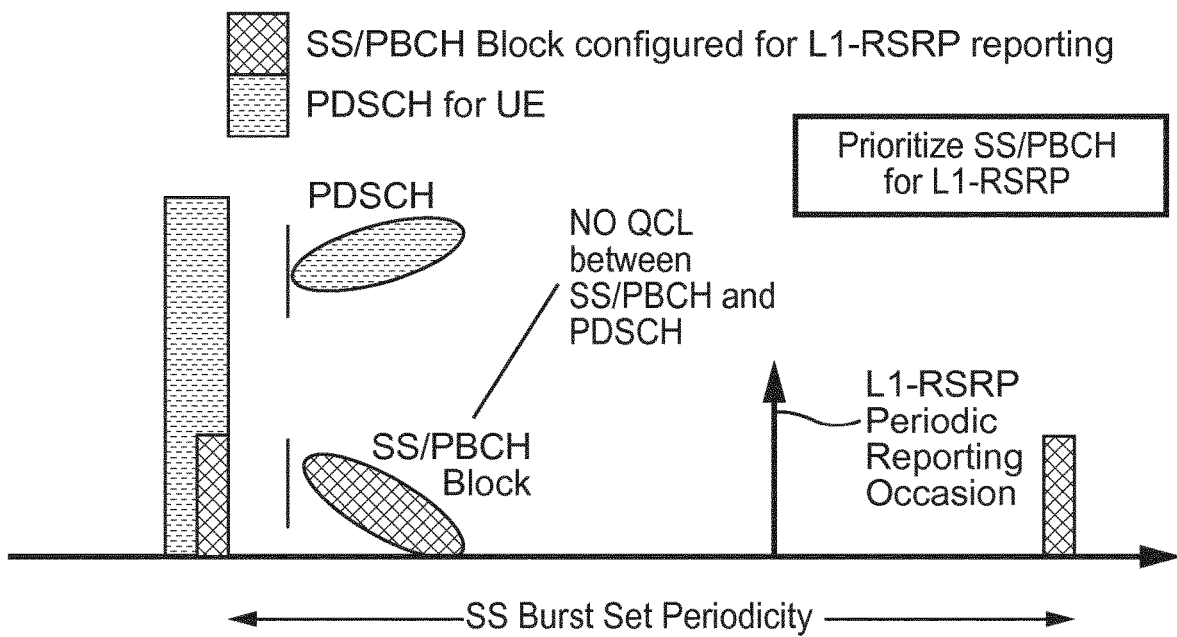 SS/PBCH Block configured for L1-RSRP reporting
PDSCH for UE
Prioritize SS/PBCH
for L1-RSRP
PDSCH
NO QCL
between
SS/PBCH and
PDSCH
SS/PBCH
Block
L1-RSRP
Periodic
Reporting
Occasion
SS Burst Set Periodicity